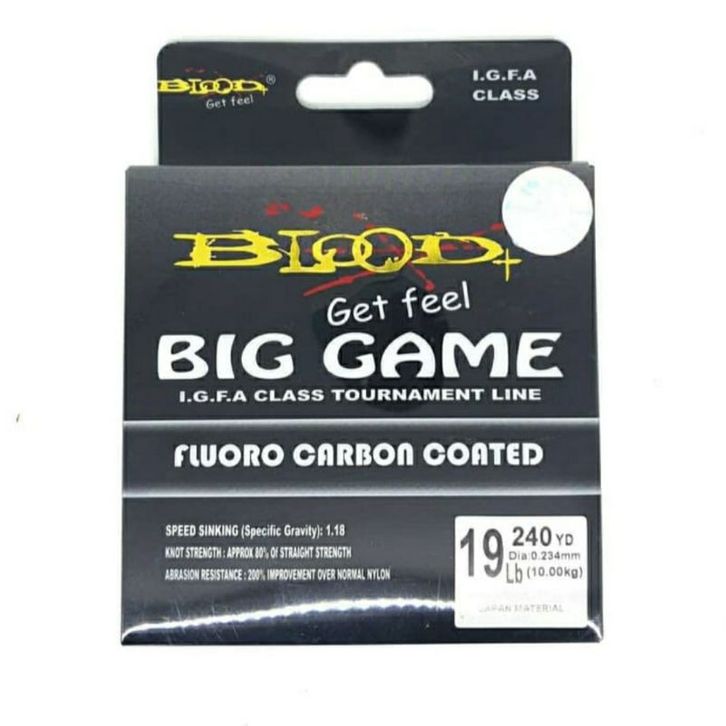 BLOOD+®
Get feel
I.G.F.A
CLASS
BLOOD+
Get feel
BIG GAME
I.G.F.A CLASS TOURNAMENT LINE
FLUORO CARBON COATED
SPEED SINKING (Specific Gravity): 1.18
KNOT STRENGTH : APPROX 80% OF STRAIGHT STRENGTH
ABRASION RESISTANCE : 200% IMPROVEMENT OVER NORMAL NYLON
19 Lb
240 YD
Dia:0.234mm
(10.00kg)
JAPAN MATERIAL